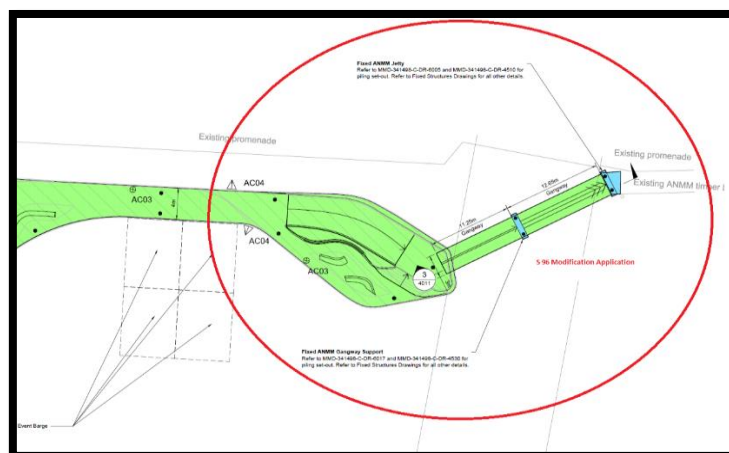 Fixed ANMM Jetty
Refer to MMD-341498-C-DR-6005 and MMD-341498-C-DR-4510 for
piling set-out. Refer to Fixed Structures Drawings for all other details.
Existing promenade
Existing promenade
Existing ANMM timber
AC04
AC03
4m
12.65m
Gangway
11.25m
Gangway
AC04
AC03
3
4011
S 96 Modification Application
Fixed ANMM Gangway Support
Refer to MMD-341498-C-DR-6017 and MMD-341498-C-DR-4530 for
piling set-out. Refer to Fixed Structures Drawings for all other details.
Event Barge